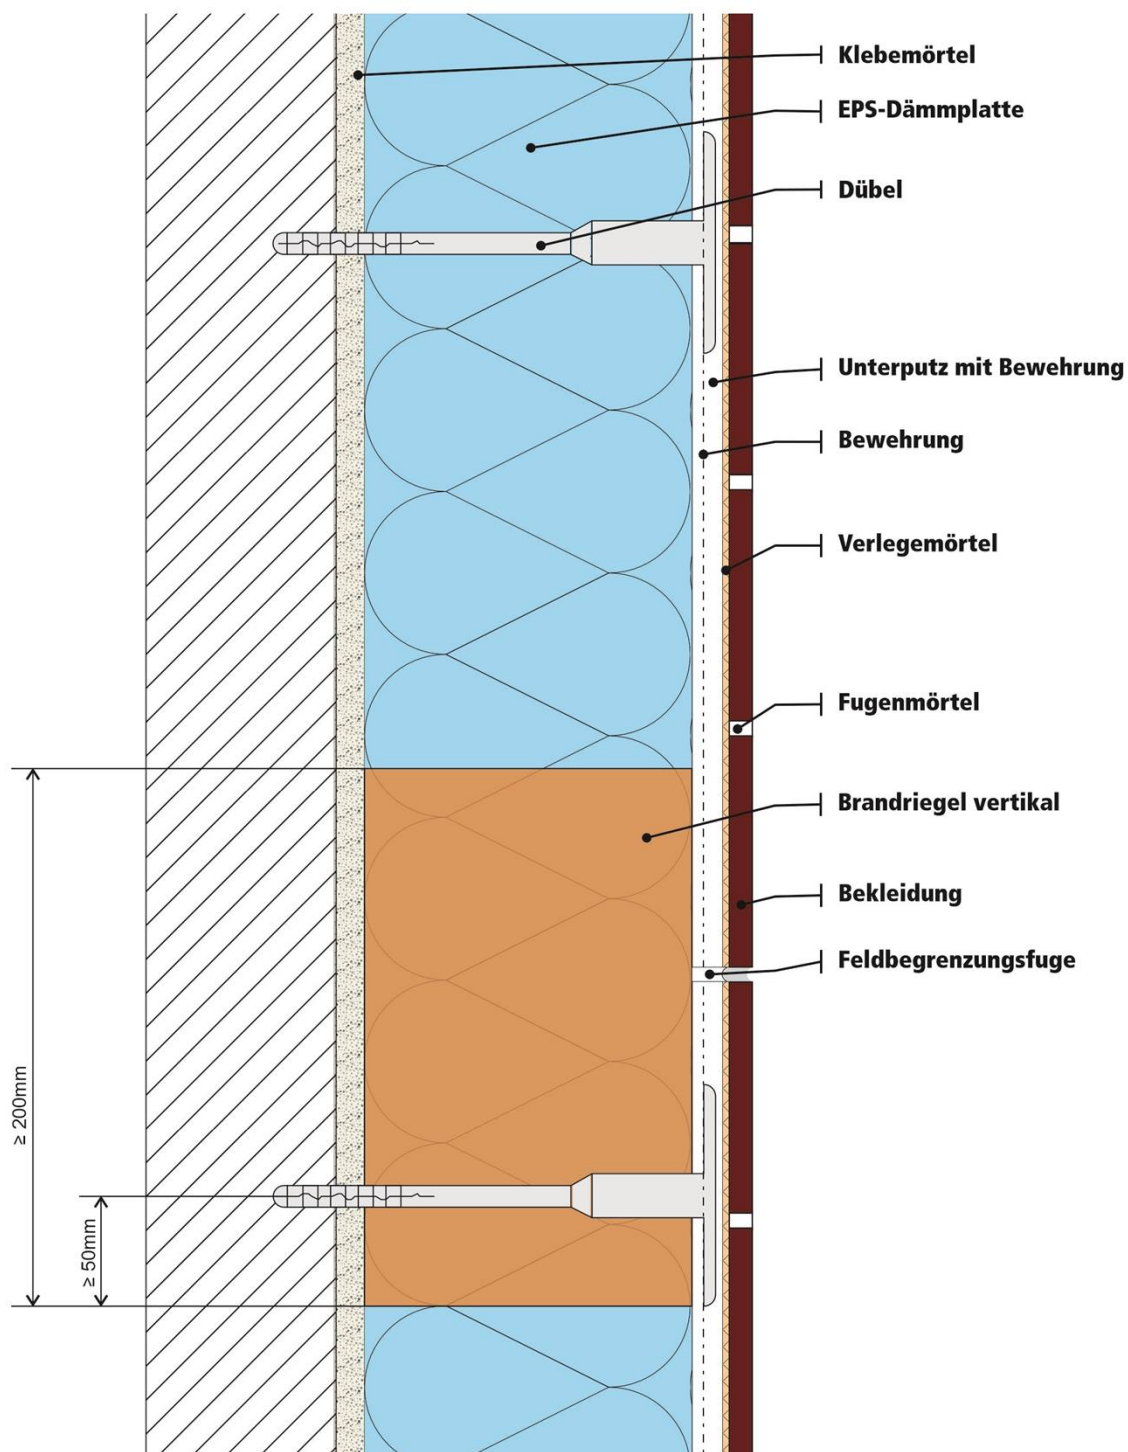 Klebemörtel
EPS-Dämmplatte
Dübel
Unterputz mit Bewehrung
Bewehrung
Verlegemörtel
Fugenmörtel
Brandriegel vertikal
Bekleidung
Feldbegrenzungsfuge
≥ 200mm
≥ 50mm